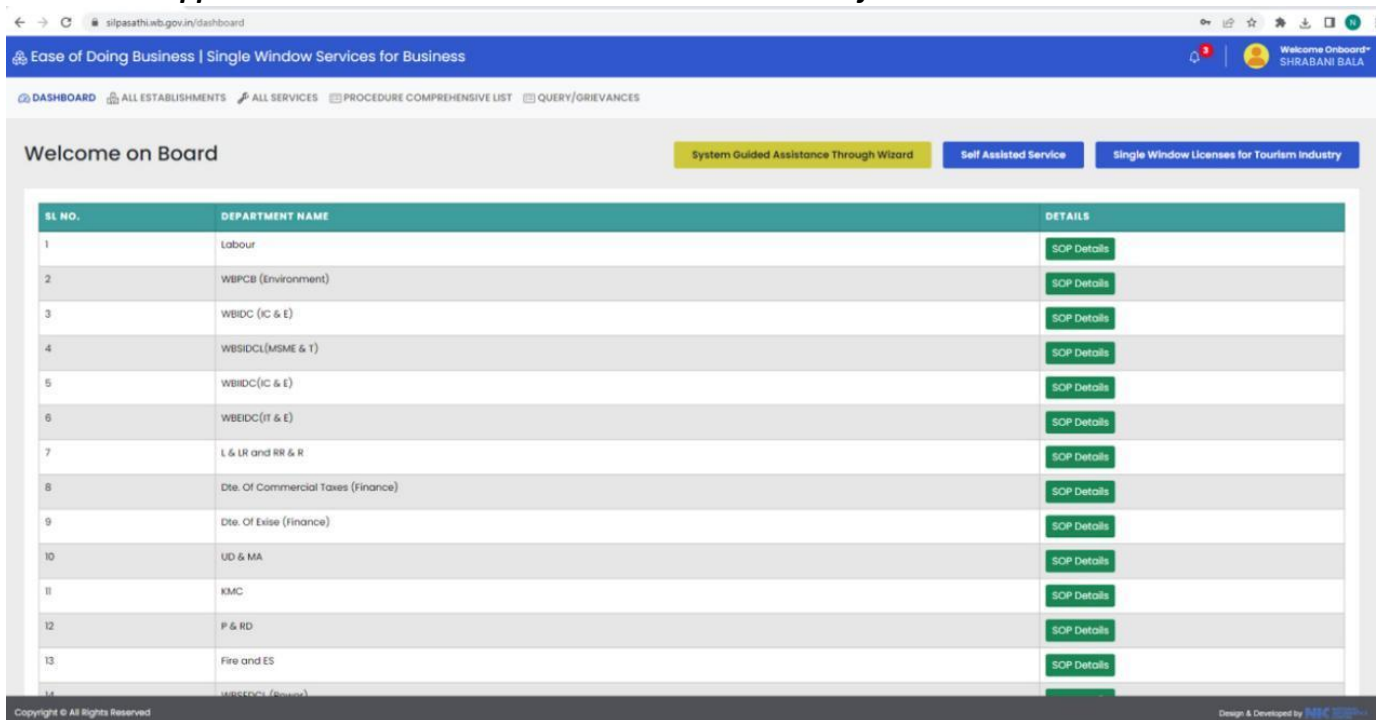 silpasathi.wb.gov.in/dashboard
N
Ease of Doing Business | Single Window Services for Business
3
Welcome Onboard
SHRABANI BALA
DASHBOARD ALL ESTABLISHMENTS ALL SERVICES PROCEDURE COMPREHENSIVE LIST QUERY/GRIEVANCES
Welcome on Board
System Guided Assistance Through Wizard Self Assisted Service Single Window Licenses for Tourism Industry
SL NO. DEPARTMENT NAME DETAILS
1 Labour SOP Details
2 WBPCB (Environment) SOP Details
3 WBIDC (IC & E) SOP Details
4 WBSIDCL(MSME & T) SOP Details
5 WBIIDC(IC & E) SOP Details
6 WBEIDC(IT & E) SOP Details
7 L & LR and RR & R SOP Details
8 Dte. Of Commercial Taxes (Finance) SOP Details
9 Dte. Of Exise (Finance) SOP Details
10 UD & MA SOP Details
11 KMC SOP Details
12 P & RD SOP Details
13 Fire and ES SOP Details
14 WBSEDCL (Power)
Copyright © All Rights Reserved Design & Developed by NIC